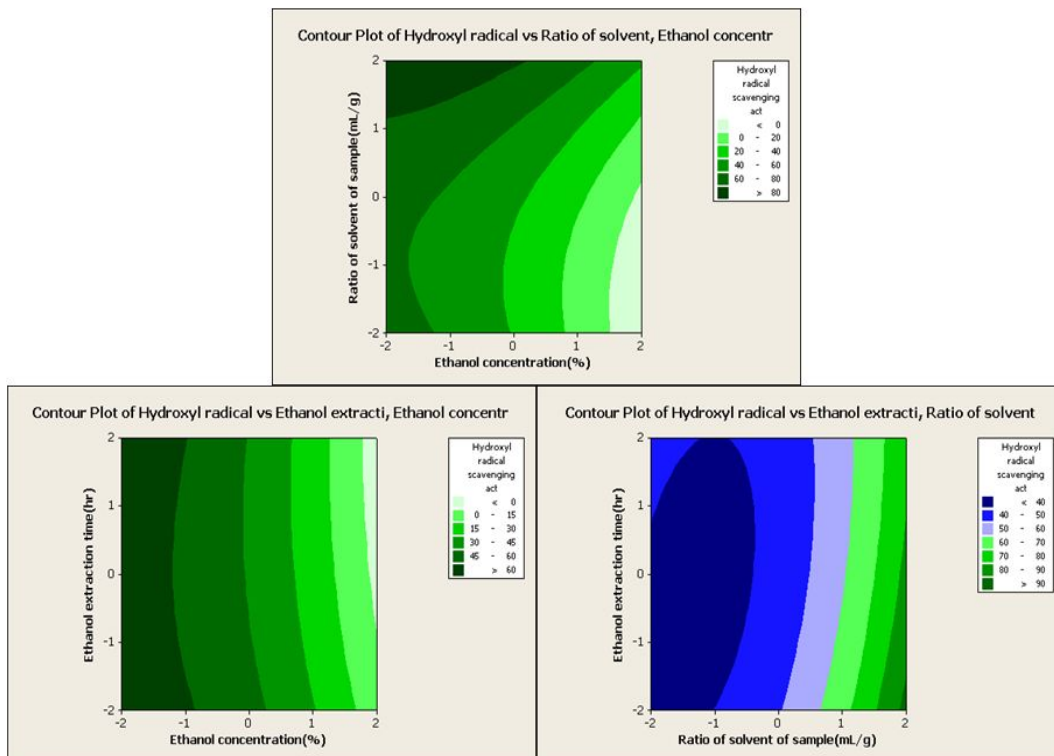 Contour Plot of Hydroxyl radical vs Ratio of solvent, Ethanol concentr
Hydroxyl
radical
scavenging
act
< 0
0 - 20
20 - 40
40 - 60
60 - 80
> 80
Ratio of solvent of sample(mL/g)
2
1
0
-1
-2
-2 -1 0 1 2
Ethanol concentration(%)
Contour Plot of Hydroxyl radical vs Ethanol extracti, Ethanol concentr
Hydroxyl
radical
scavenging
act
< 0
0 - 15
15 - 30
30 - 45
45 - 60
> 60
Ethanol extraction time(hr)
2
1
0
-1
-2
-2 -1 0 1 2
Ethanol concentration(%)
Contour Plot of Hydroxyl radical vs Ethanol extracti, Ratio of solvent
Hydroxyl
radical
scavenging
act
< 40
40 - 50
50 - 60
60 - 70
70 - 80
80 - 90
> 90
Ethanol extraction time(hr)
2
1
0
-1
-2
-2 -1 0 1 2
Ratio of solvent of sample(mL/g)